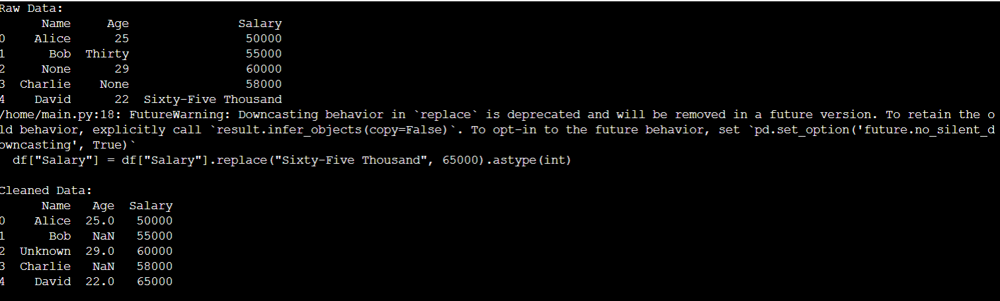 Raw Data:
Name Age Salary
0 Alice 25 50000
1 Bob Thirty 55000
2 None 29 60000
3 Charlie None 58000
4 David 22 Sixty-Five Thousand
/home/main.py:18: FutureWarning: Downcasting behavior in `replace` is deprecated and will be removed in a future version. To retain the o
ld behavior, explicitly call `result.infer_objects(copy=False)`. To opt-in to the future behavior, set `pd.set_option('future.no_silent_d
owncasting', True)`
df["Salary"] = df["Salary"].replace("Sixty-Five Thousand", 65000).astype(int)
Cleaned Data:
Name Age Salary
0 Alice 25.0 50000
1 Bob NaN 55000
2 Unknown 29.0 60000
3 Charlie NaN 58000
4 David 22.0 65000